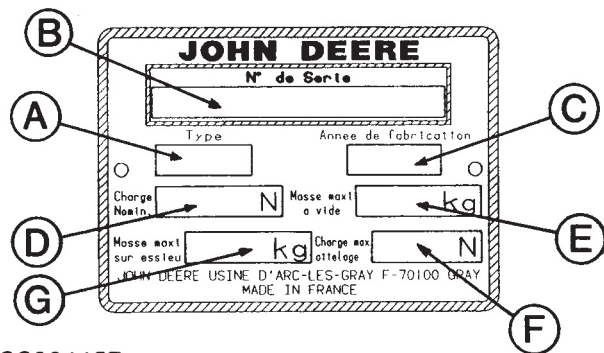 B
JOHN DEERE
N° de Serie
A
Type
Annee de fabrication
C
Charge
Nomin.
N
Masse maxi
a vide
kg
D
E
Masse maxi
sur essieu
kg
Charge max.
attelage
N
G
JOHN DEERE USINE D'ARC-LES-GRAY F-70100 GRAY
MADE IN FRANCE
F